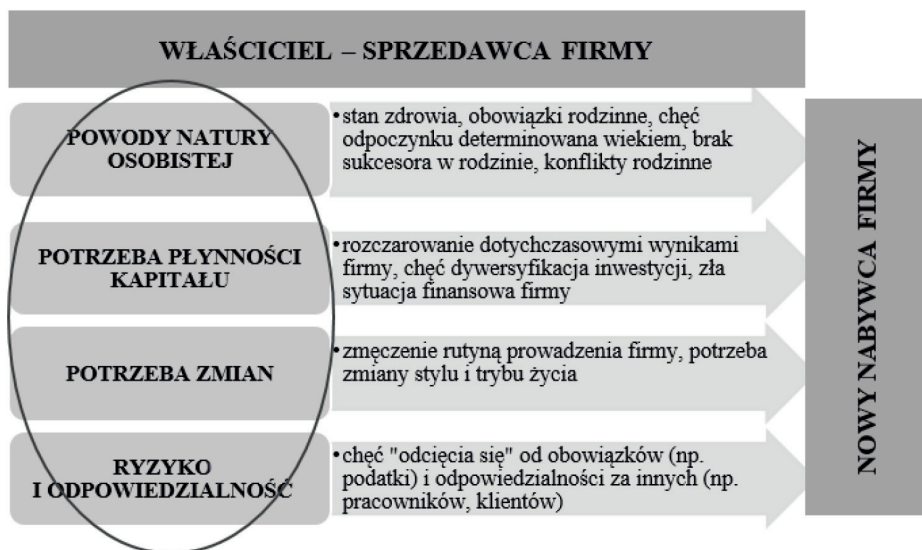 WŁAŚCICIEL – SPRZEDAWCA FIRMY
POWODY NATURY
OSOBISTEJ
•stan zdrowia, obowiązki rodzinne, chęć
odpoczynku determinowana wiekiem, brak
sukcesora w rodzinie, konflikty rodzinne
POTRZEBA PŁYNNOŚCI
KAPITAŁU
•rozczarowanie dotychczasowymi wynikami
firmy, chęć dywersyfikacja inwestycji, zła
sytuacja finansowa firmy
POTRZEBA ZMIAN
•zmęczenie rutyną prowadzenia firmy, potrzeba
zmiany stylu i trybu życia
RYZYKO
I ODPOWIEDZIALNOŚĆ
•chęć "odcięcia się" od obowiązków (np.
podatki) i odpowiedzialności za innych (np.
pracowników, klientów)
NOWY NABYWCA FIRMY